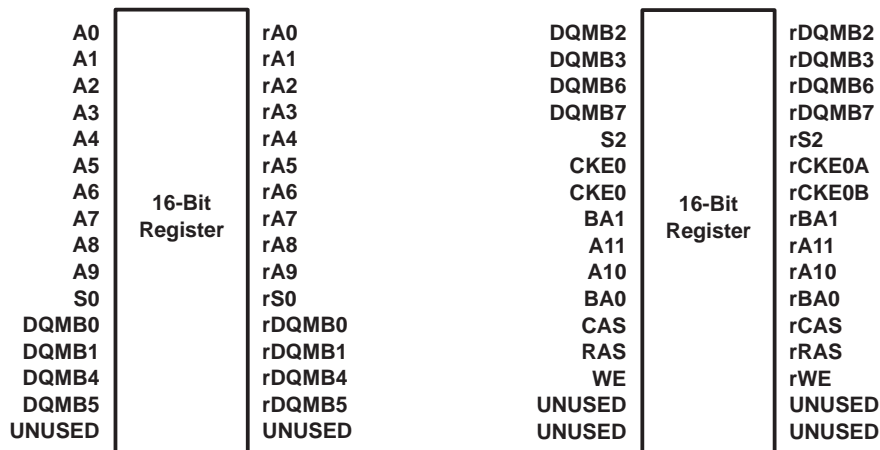 A0 rA0
A1 rA1
A2 rA2
A3 rA3
A4 rA4
A5 rA5
A6 rA6
A7 rA7
A8 rA8
A9 rA9
S0 rS0
DQMB0 rDQMB0
DQMB1 rDQMB1
DQMB4 rDQMB4
DQMB5 rDQMB5
UNUSED UNUSED
16-Bit
Register
DQMB2 rDQMB2
DQMB3 rDQMB3
DQMB6 rDQMB6
DQMB7 rDQMB7
S2 rS2
CKE0 rCKE0A
CKE0 rCKE0B
BA1 rBA1
A11 rA11
A10 rA10
BA0 rBA0
CAS rCAS
RAS rRAS
WE rWE
UNUSED UNUSED
UNUSED UNUSED
16-Bit
Register